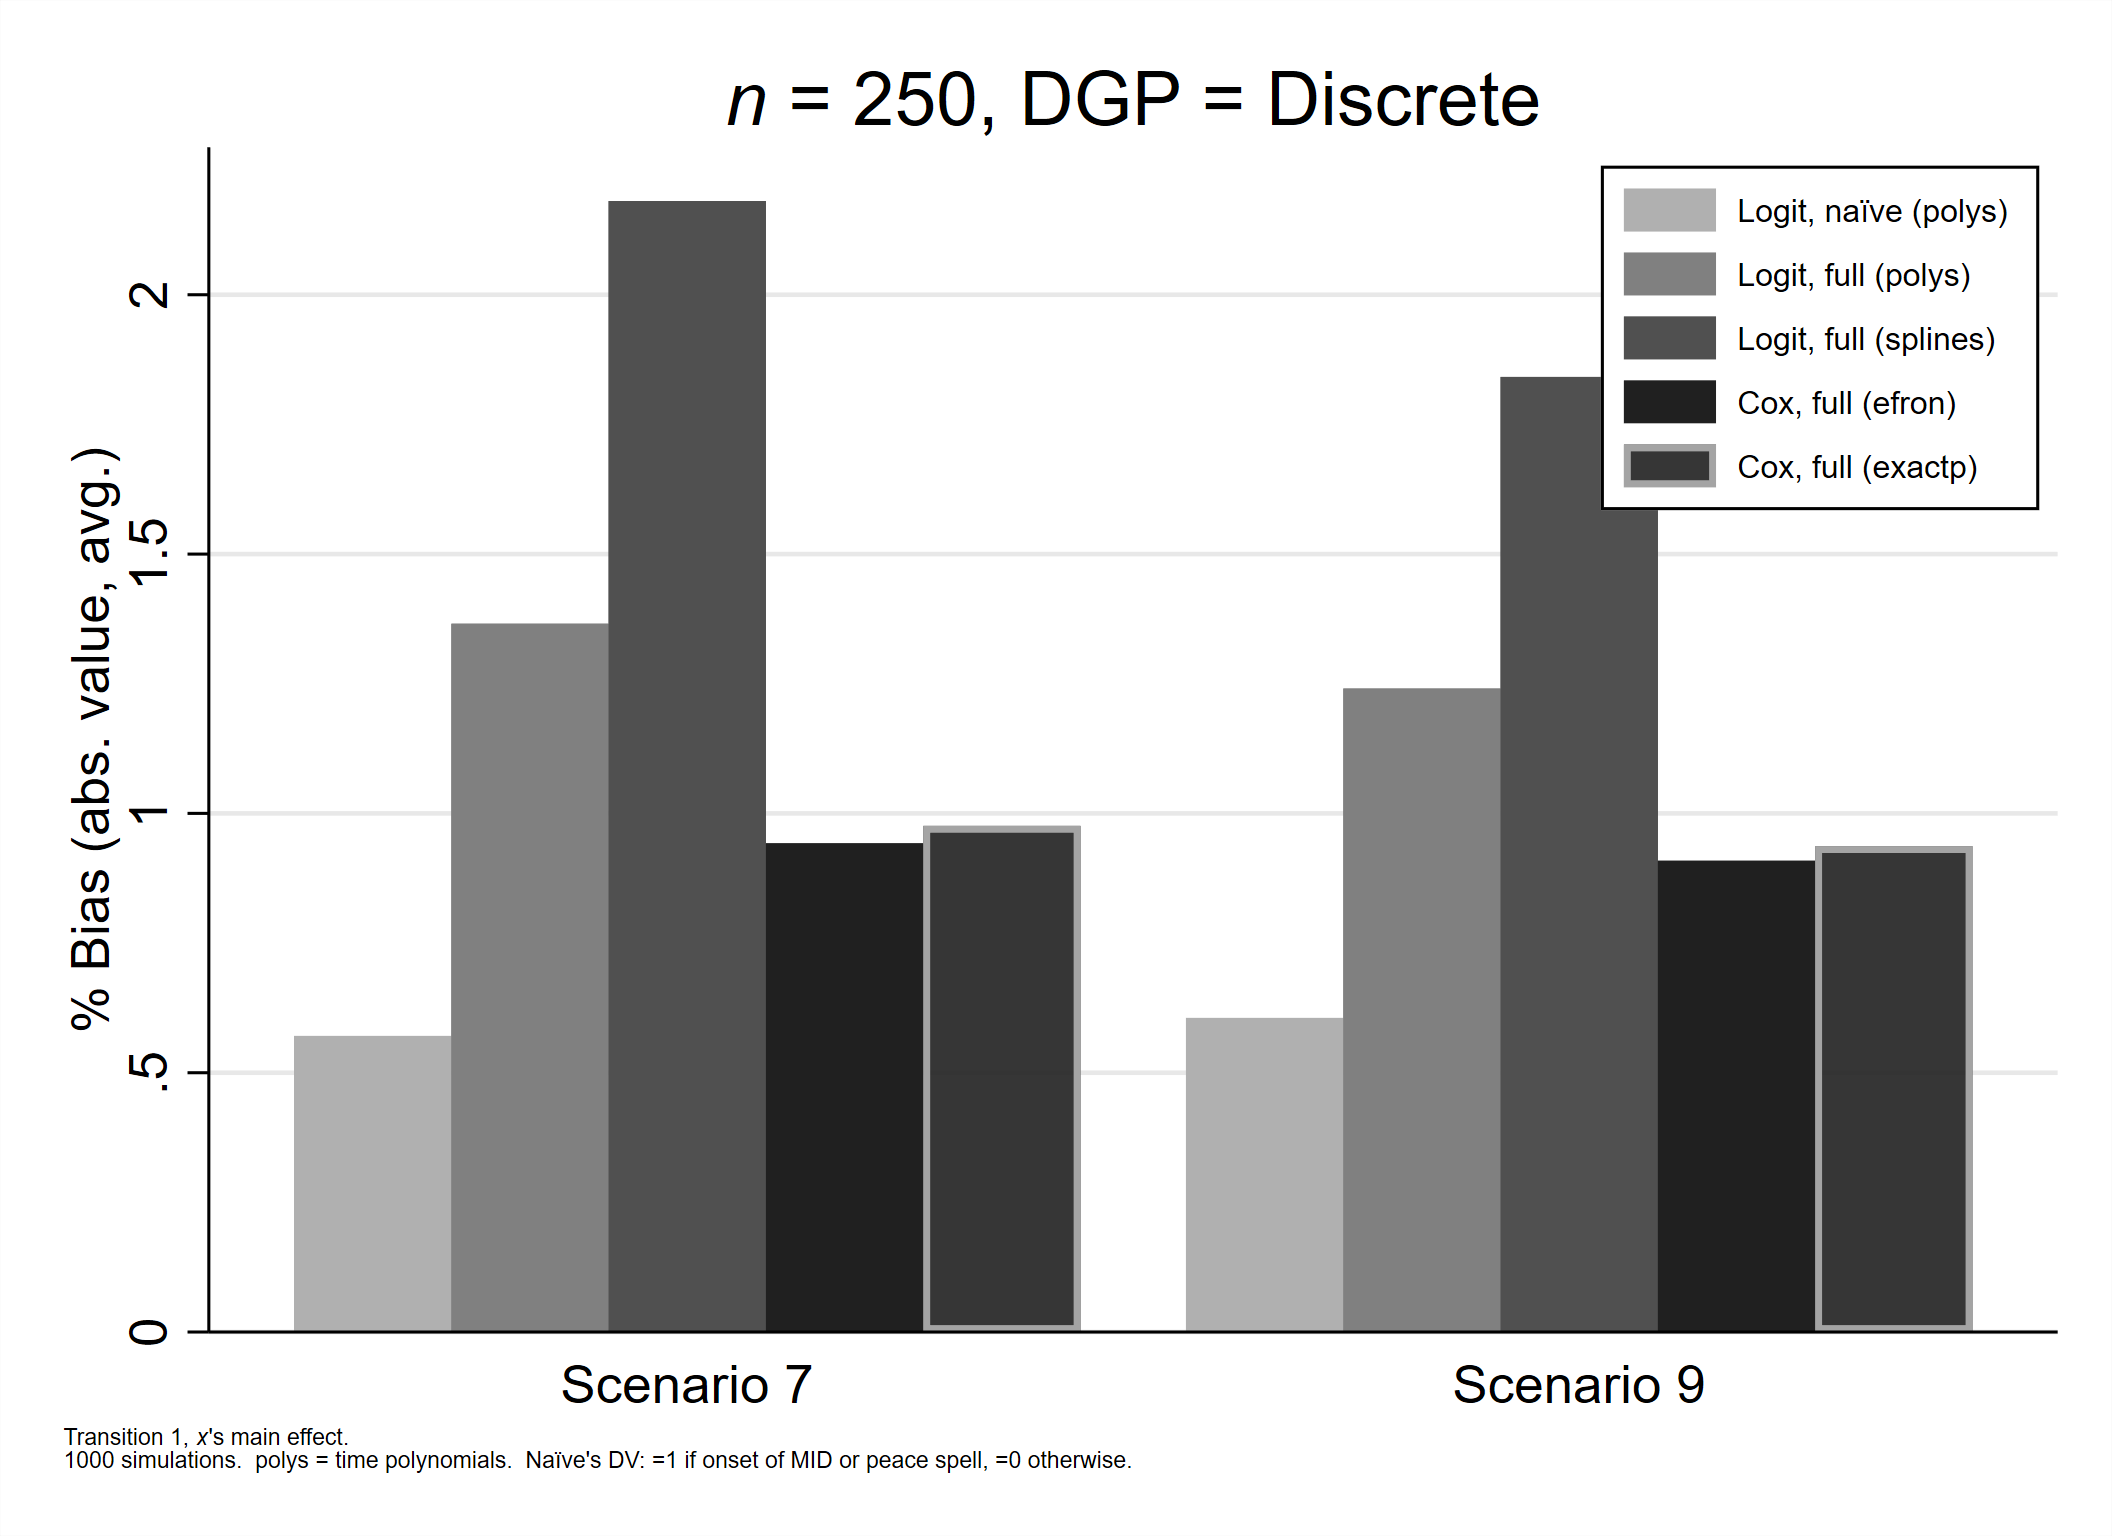 n = 250, DGP = Discrete
Logit, naïve (polys)
Logit, full (polys)
Logit, full (splines)
Cox, full (efron)
Cox, full (exactp)
% Bias (abs. value, avg.)
2
1.5
1
.5
0
Scenario 7
Scenario 9
Transition 1, x's main effect.
1000 simulations.  polys = time polynomials.  Naïve's DV: =1 if onset of MID or peace spell, =0 otherwise.